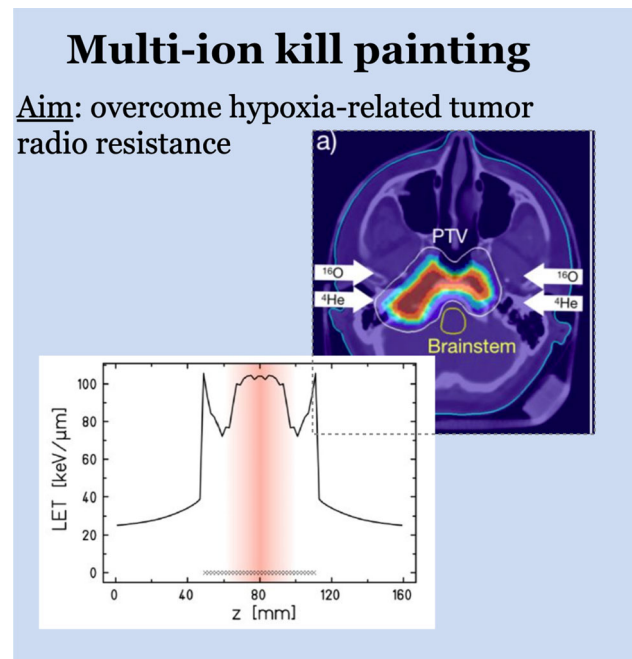 Multi-ion kill painting
Aim: overcome hypoxia-related tumor
radio resistance
a)
PTV
¹⁶O
¹⁶O
⁴He
⁴He
Brainstem
LET [keV/μm]
100
80
60
40
20
0
0 40 80 120 160
z [mm]